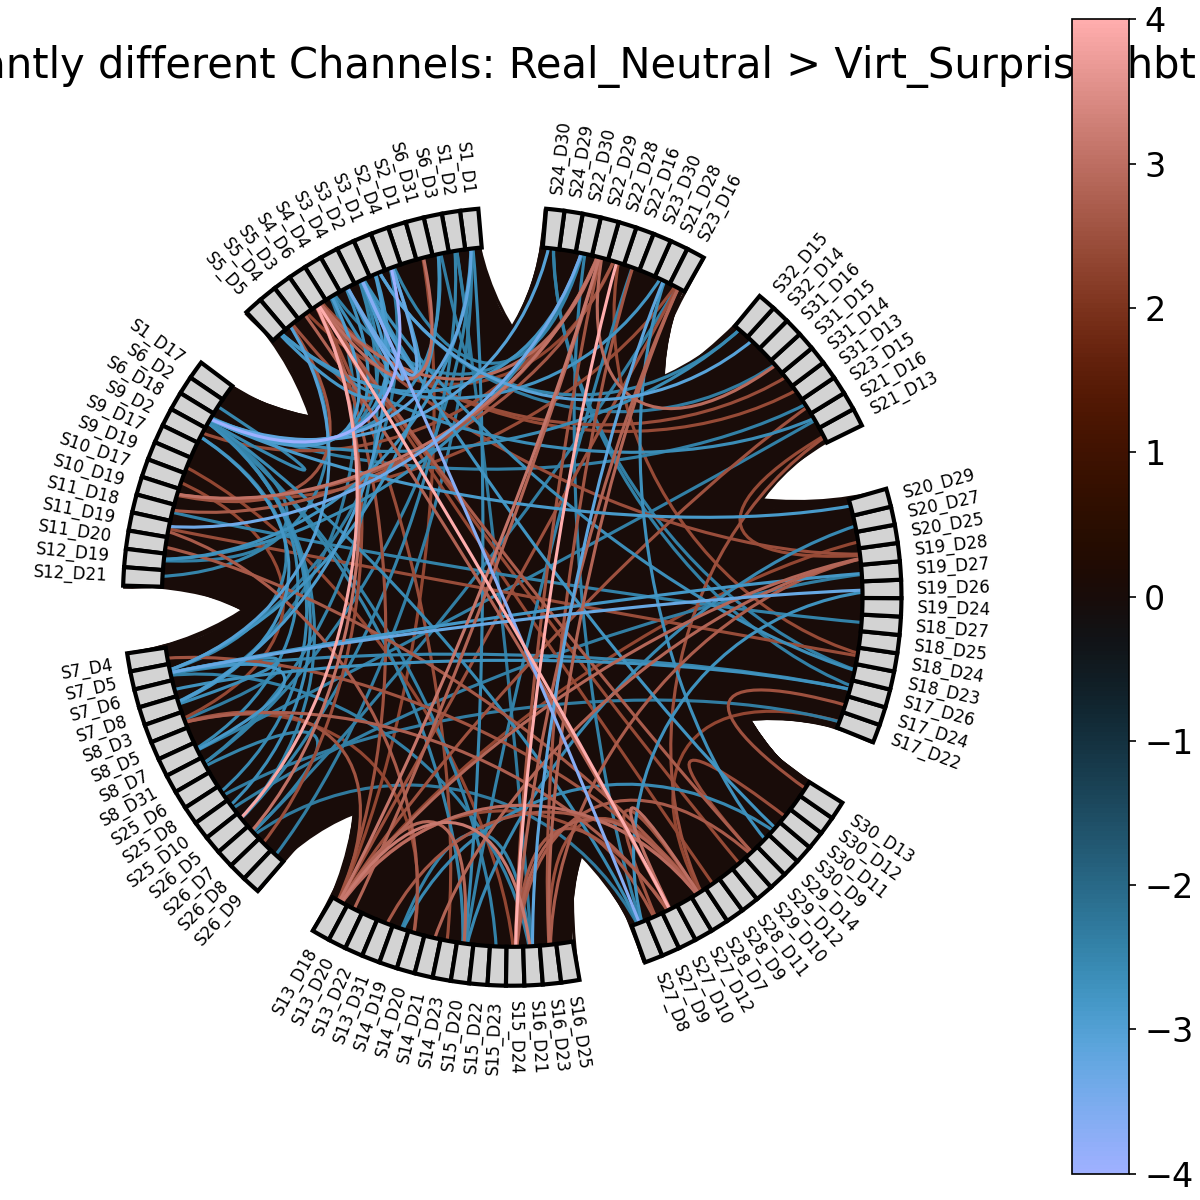 antly different Channels: Real_Neutral > Virt_Surpris hbt
S24_D30
S24_D29
S22_D30
S22_D29
S22_D28
S22_D16
S23_D30
S21_D28
S23_D16
S32_D15
S32_D14
S31_D16
S31_D15
S31_D14
S31_D13
S23_D15
S21_D16
S21_D13
S20_D29
S20_D27
S20_D25
S19_D28
S19_D27
S19_D26
S19_D24
S18_D27
S18_D25
S18_D24
S18_D23
S17_D26
S17_D24
S17_D22
S30_D13
S30_D12
S30_D11
S30_D9
S29_D14
S29_D12
S29_D10
S28_D11
S28_D9
S28_D7
S27_D12
S27_D10
S27_D9
S27_D8
S16_D25
S16_D23
S16_D21
S15_D24
S15_D23
S15_D22
S15_D20
S14_D23
S14_D21
S14_D20
S14_D19
S13_D31
S13_D22
S13_D20
S13_D18
S26_D9
S26_D8
S26_D7
S26_D5
S25_D10
S25_D8
S25_D6
S8_D31
S8_D7
S8_D5
S8_D3
S7_D8
S7_D6
S7_D5
S7_D4
S12_D21
S12_D19
S11_D20
S11_D19
S11_D18
S10_D19
S10_D17
S9_D19
S9_D17
S9_D2
S6_D18
S6_D2
S1_D17
S5_D5
S5_D4
S5_D3
S4_D6
S4_D4
S3_D4
S3_D2
S3_D1
S2_D4
S2_D1
S6_D31
S6_D3
S1_D2
S1_D1
4
3
2
1
0
−1
−2
−3
−4